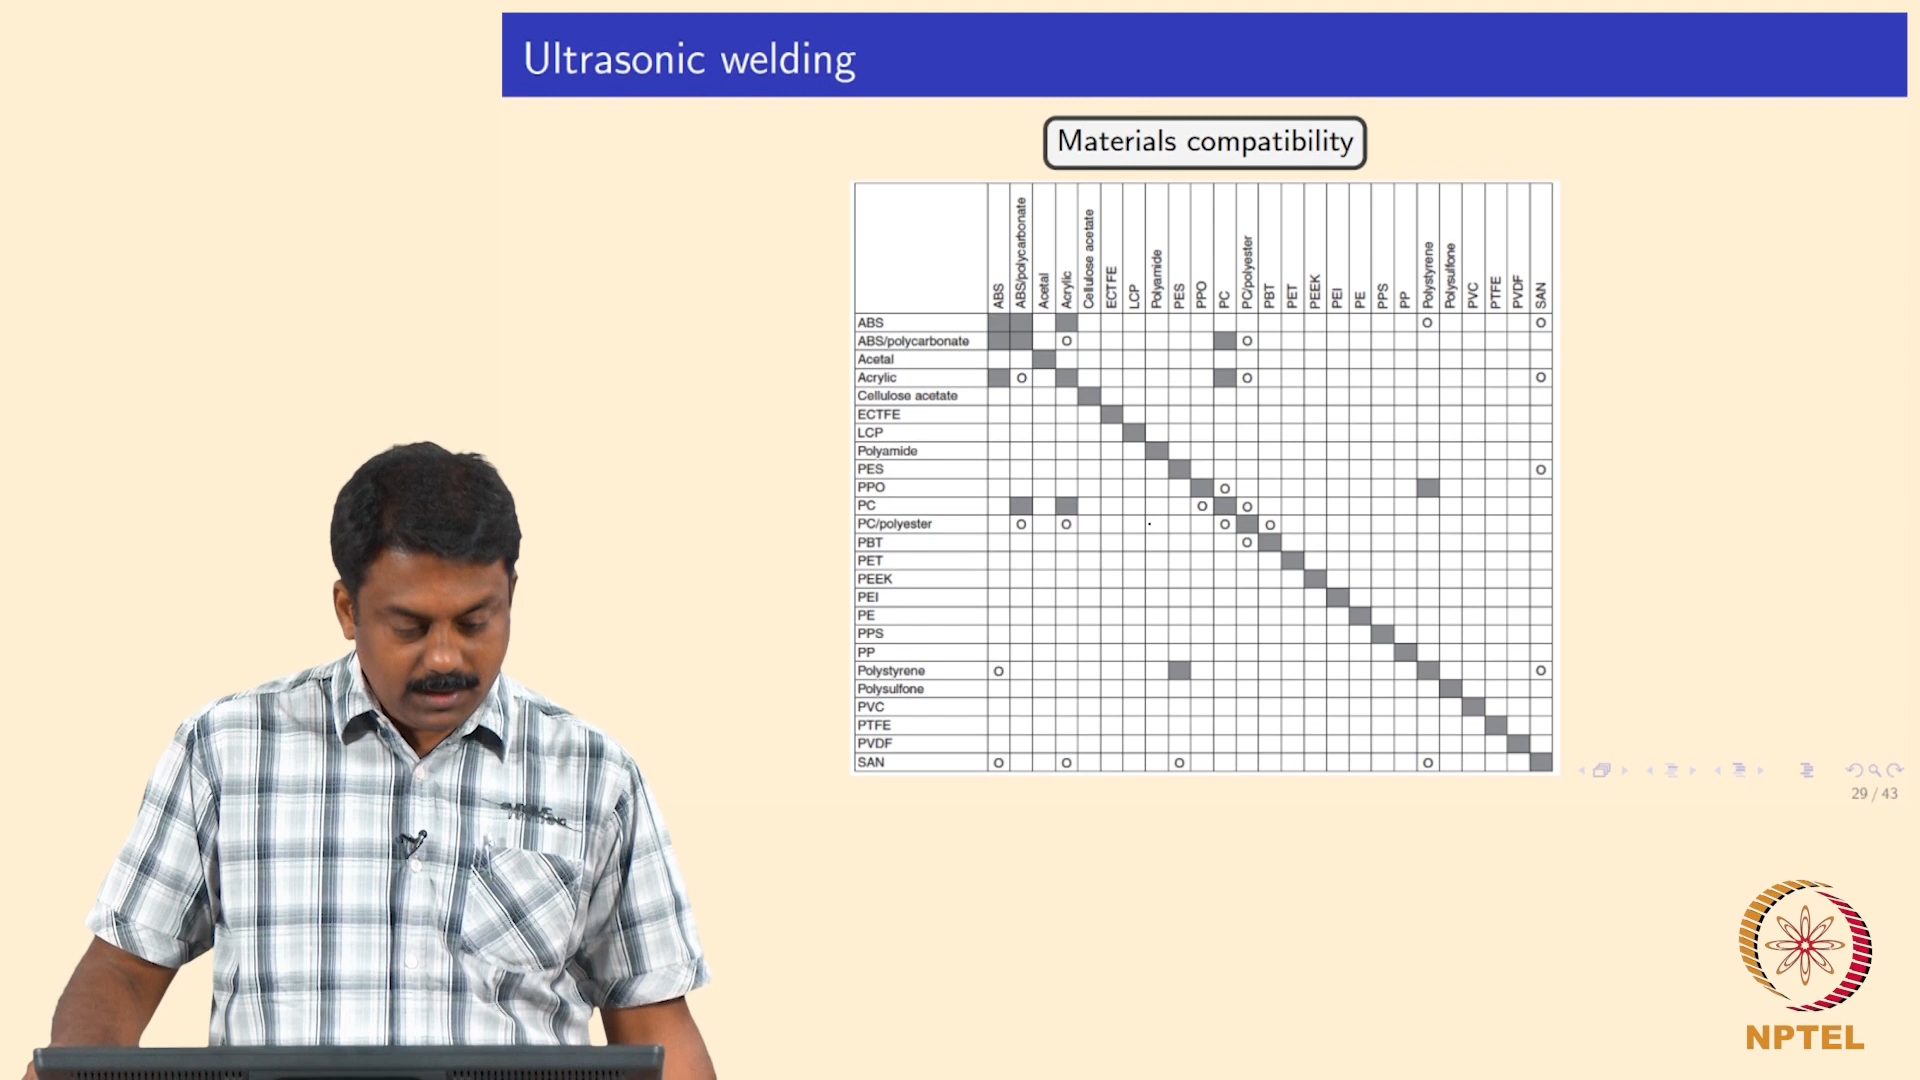 Ultrasonic welding
Materials compatibility
ABS ABS/polycarbonate Acetal Acrylic Cellulose acetate ECTFE LCP Polyamide PES PPO PC PC/polyester PBT PET PEEK PEI PE PPS PP Polystyrene Polysulfone PVC PTFE PVDF SAN
ABS O O
ABS/polycarbonate O O
Acetal
Acrylic O O O
Cellulose acetate
ECTFE
LCP
Polyamide
PES O
PPO O
PC O O
PC/polyester O O O O
PBT O
PET
PEEK
PEI
PE
PPS
PP
Polystyrene O O
Polysulfone
PVC
PTFE
PVDF
SAN O O O O
29 / 43
NPTEL